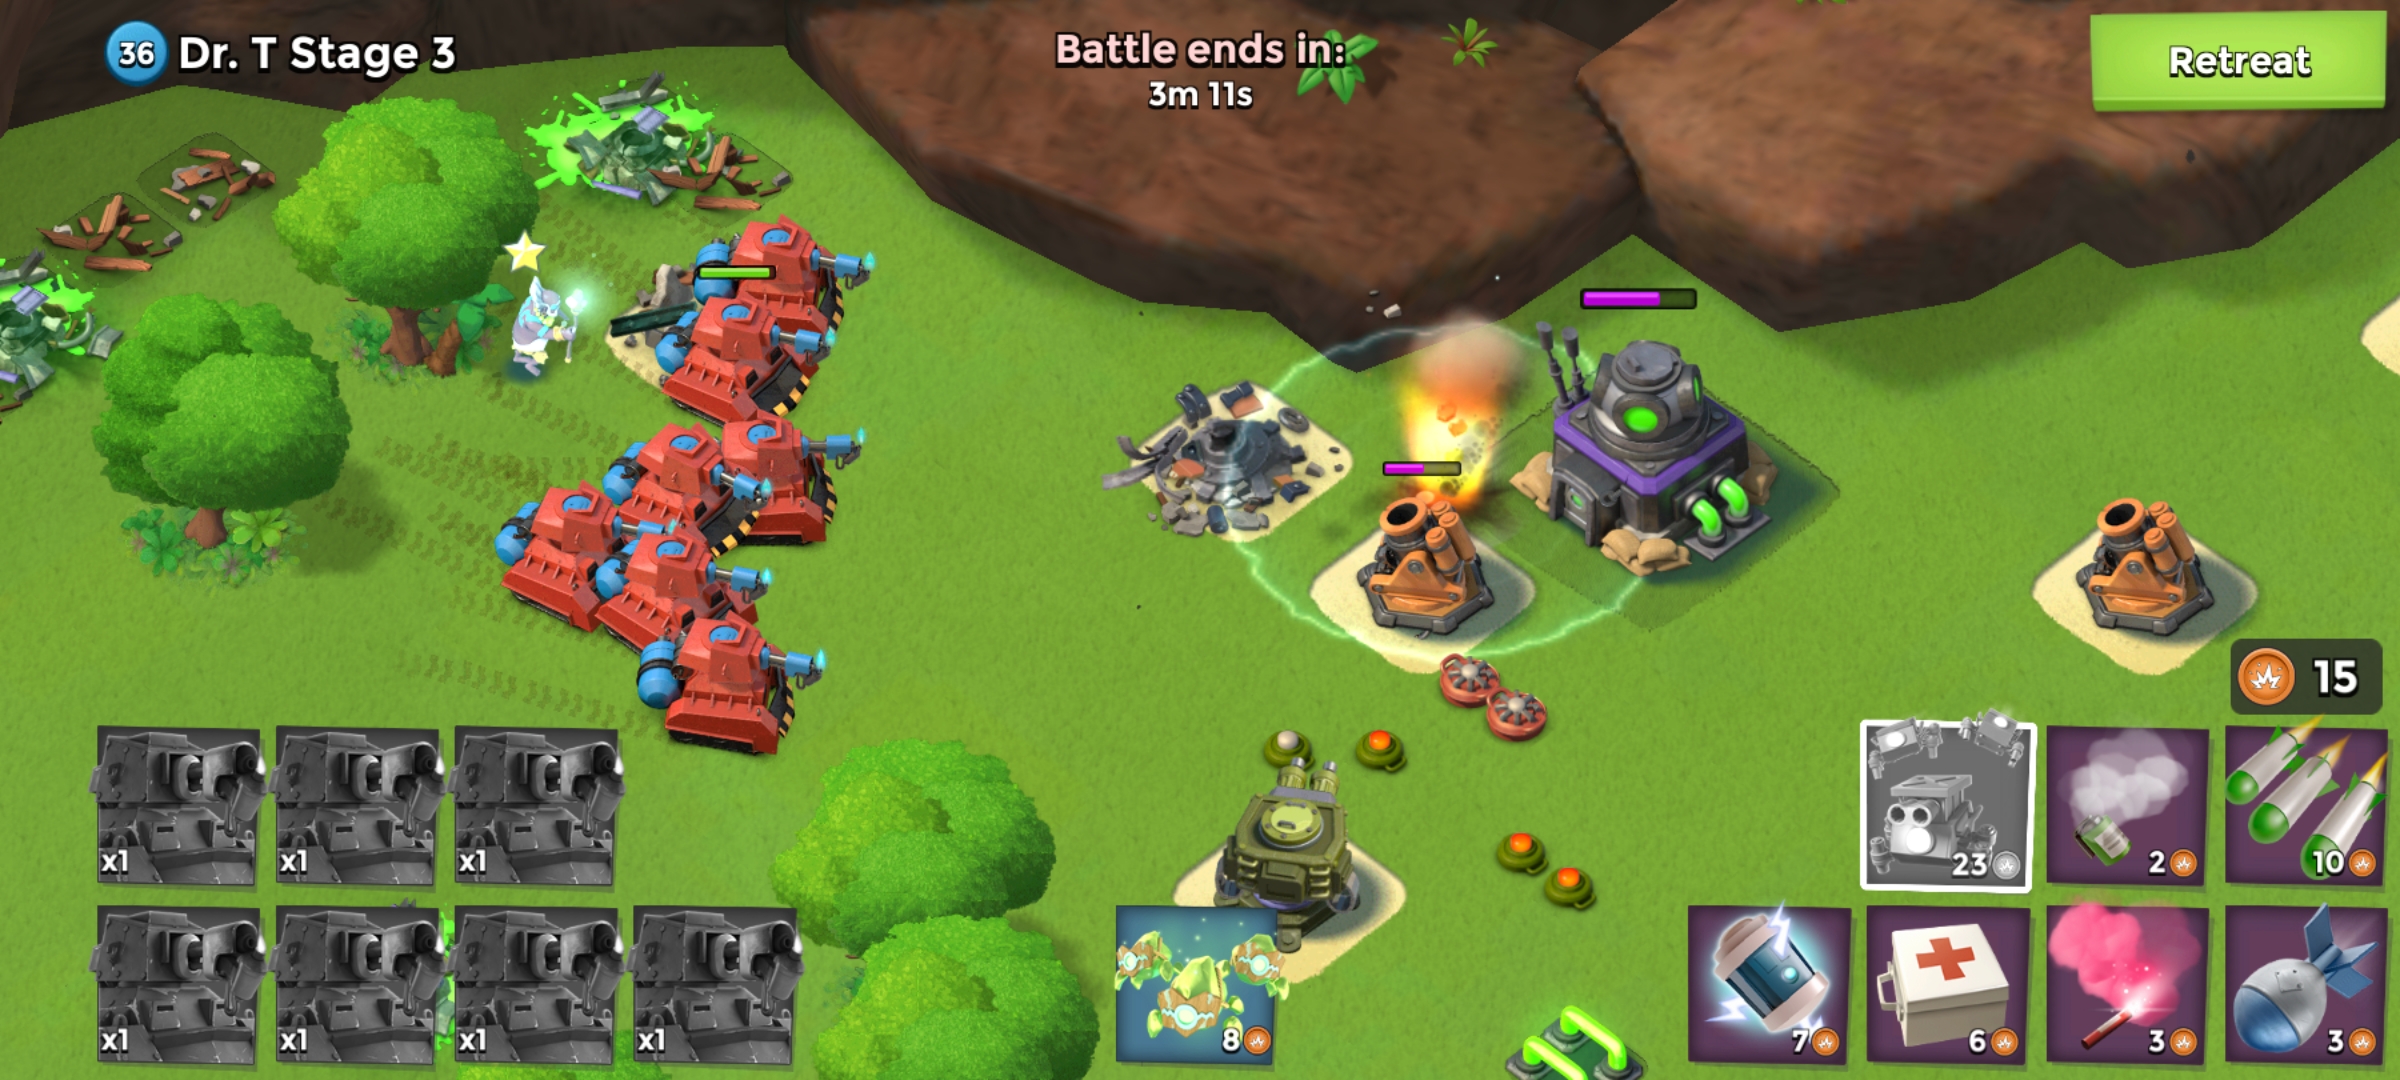 36 Dr. T Stage 3
Battle ends in:
3m 11s
Retreat
15
x1 x1 x1
23 2 10
x1 x1 x1 x1
8 7 6 3 3